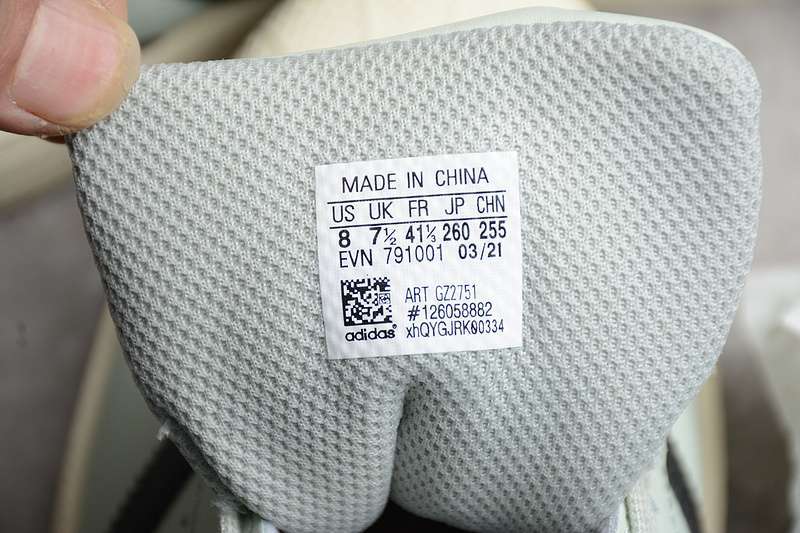 MADE IN CHINA
US UK FR JP CHN
8 7½ 41⅓ 260 255
EVN 791001 03/21
ART GZ2751
#126058882
adidas® xhQYGJRK00334